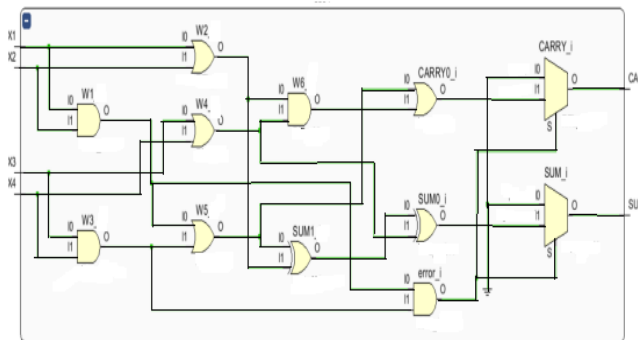 X1
X2
X3
X4
W2
I0
I1
O
W1
I0
I1
O
W4
I0
I1
O
W3
I0
I1
O
W5
I0
I1
O
W6
I0
I1
O
SUM1
I0
I1
O
CARRY0_i
I0
I1
O
SUM0_i
I0
I1
O
error_i
I0
I1
O
CARRY_i
I0
I1
O
S
CA
SUM_i
I0
I1
O
S
SU